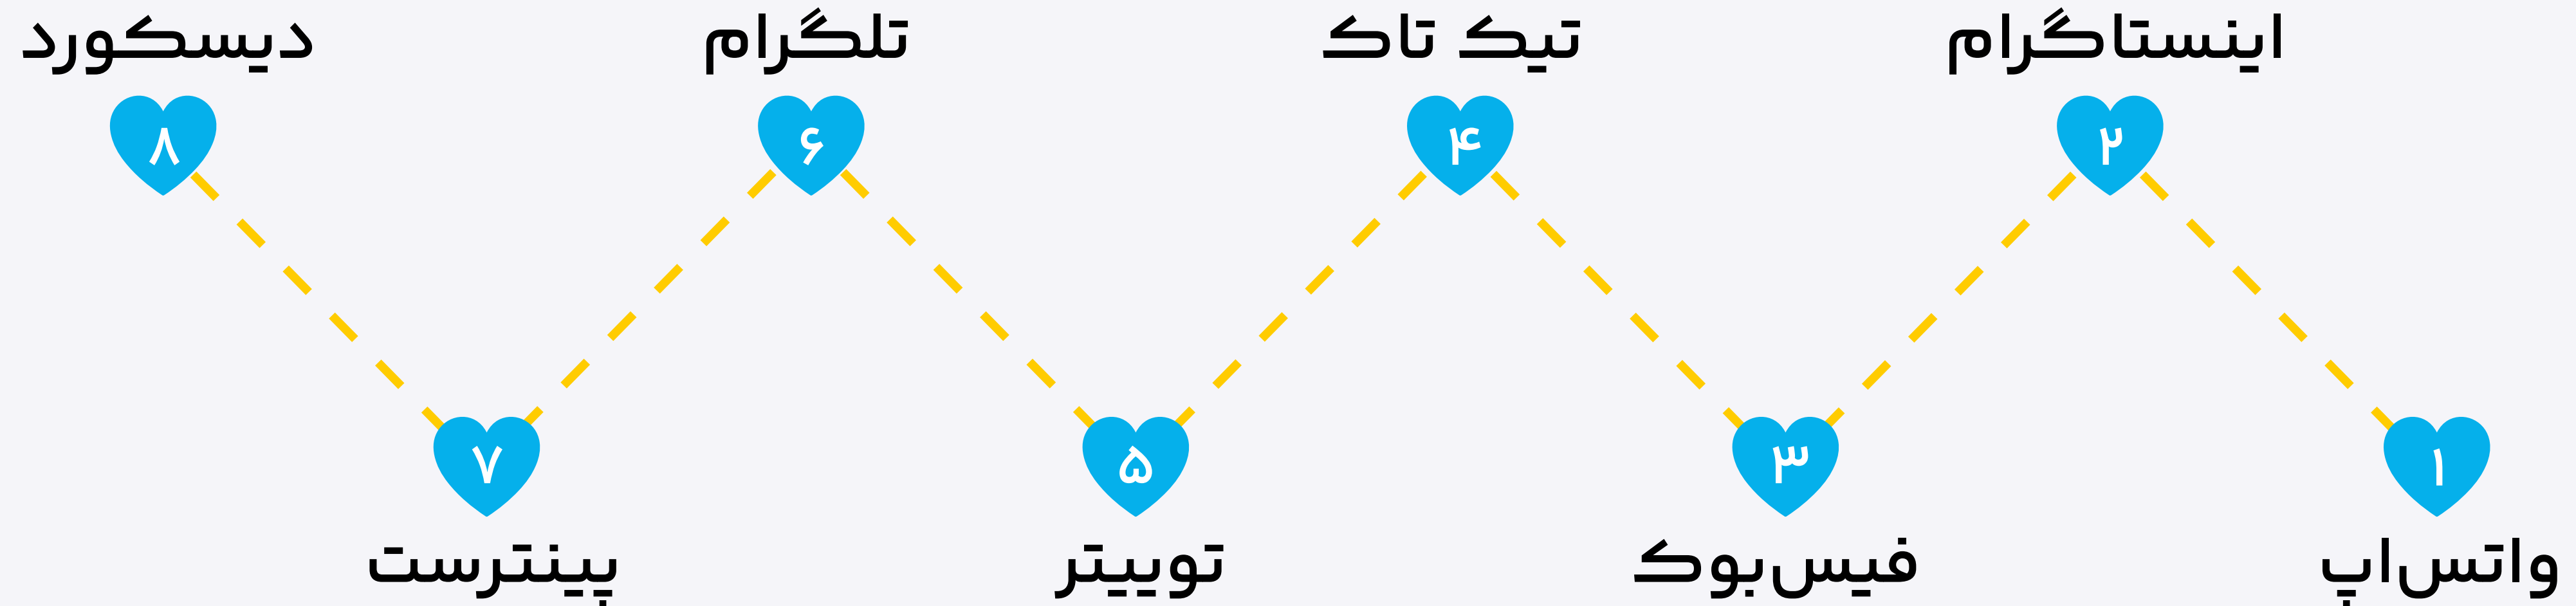 اینستاگرام
تیک تاک
تلگرام
دیسکورد
۲
۴
۶
۸
۱
۳
۵
۷
واتس‌اپ
فیس‌بوک
توییتر
پینترست